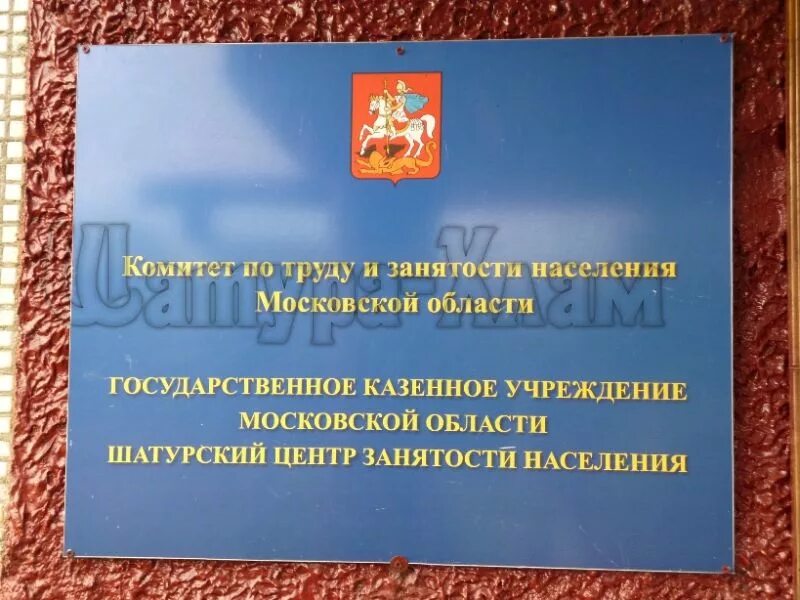 Комитет по труду и занятости населения
Московской области
Шатура-Хлам
ГОСУДАРСТВЕННОЕ КАЗЕННОЕ УЧРЕЖДЕНИЕ
МОСКОВСКОЙ ОБЛАСТИ
ШАТУРСКИЙ ЦЕНТР ЗАНЯТОСТИ НАСЕЛЕНИЯ